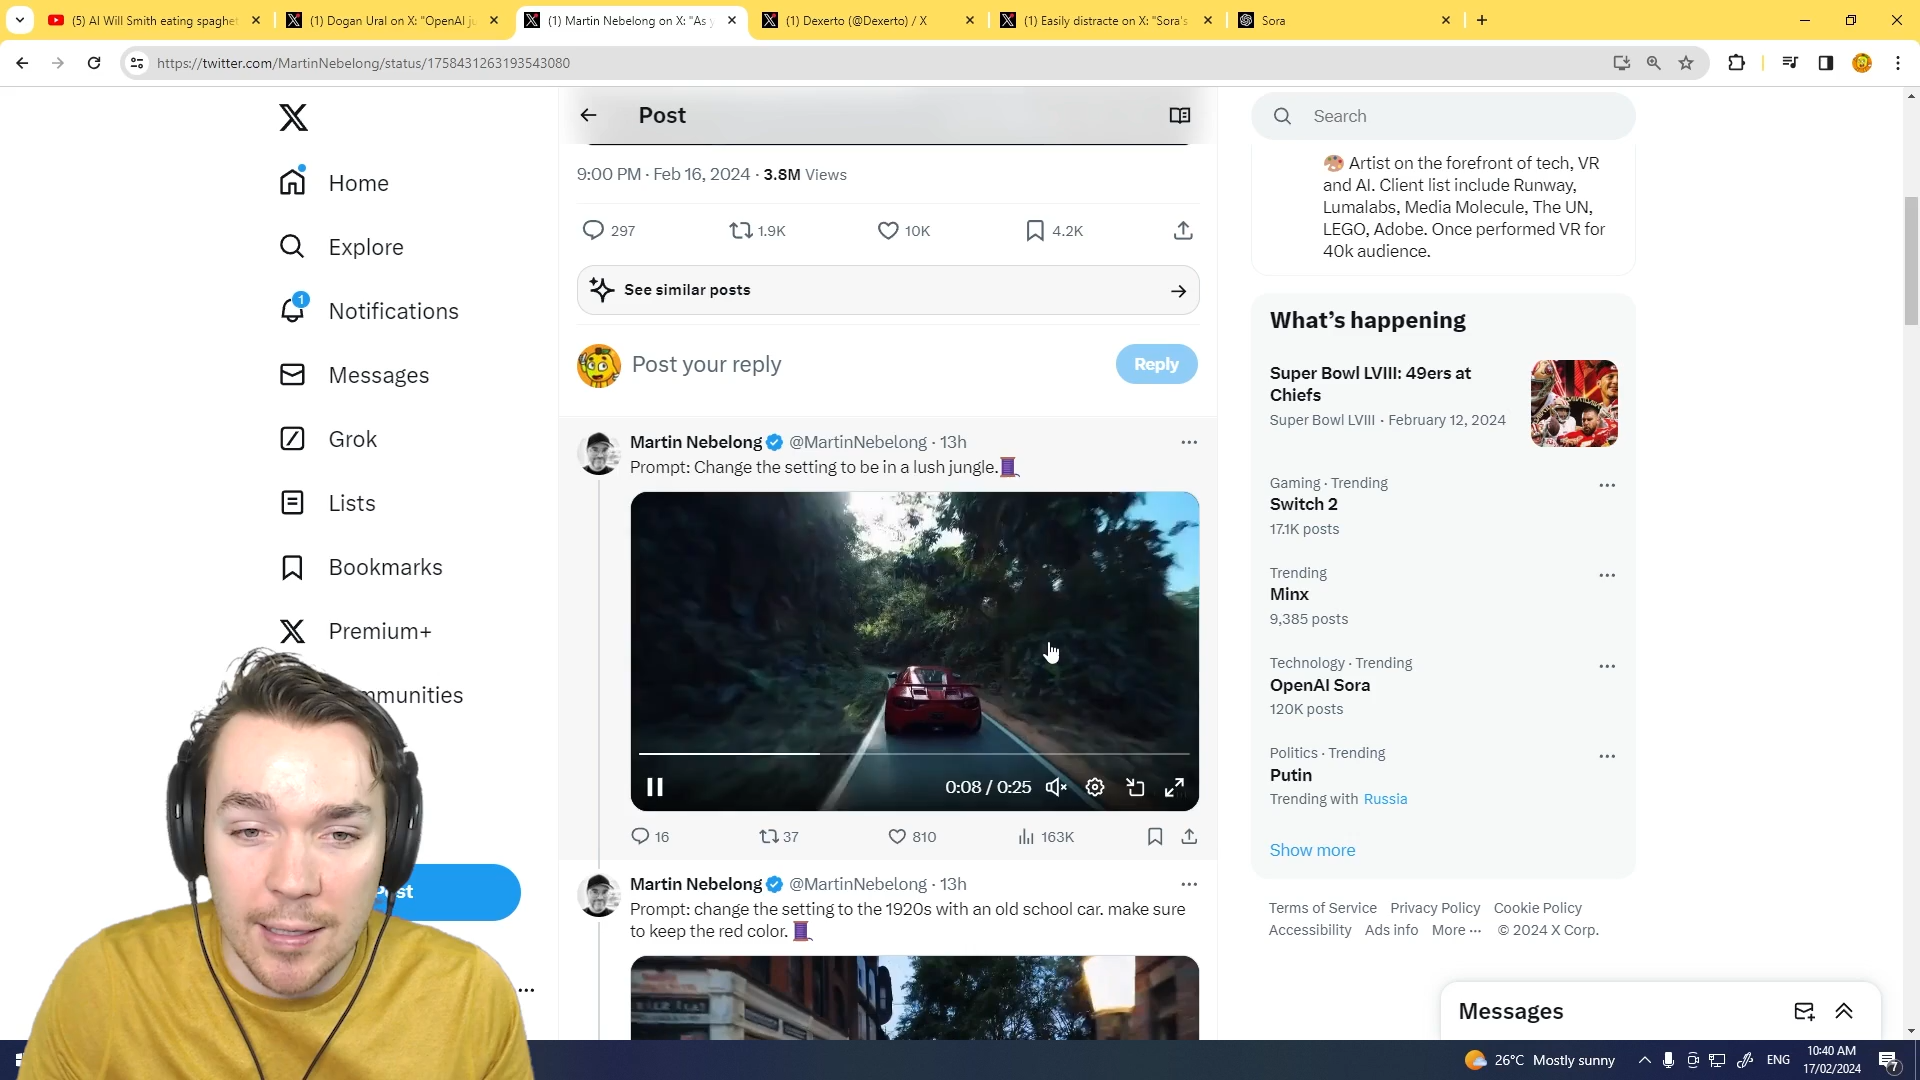 (5) AI Will Smith eating spaghet
(1) Dogan Ural on X: "OpenAI ju
(1) Martin Nebelong on X: "As y
(1) Dexerto (@Dexerto) / X
(1) Easily distracte on X: "Sora's
Sora
https://twitter.com/MartinNebelong/status/1758431263193543080
Post
Search
🎨 Artist on the forefront of tech, VR
and AI. Client list include Runway,
Lumalabs, Media Molecule, The UN,
LEGO, Adobe. Once performed VR for
40k audience.
Home
Explore
1
Notifications
Messages
Grok
Lists
Bookmarks
Premium+
mmunities
Post
9:00 PM · Feb 16, 2024 · 3.8M Views
297
1.9K
10K
4.2K
See similar posts
Post your reply
Reply
Martin Nebelong @MartinNebelong · 13h
Prompt: Change the setting to be in a lush jungle.🧵
0:08 / 0:25
16
37
810
163K
Martin Nebelong @MartinNebelong · 13h
Prompt: change the setting to the 1920s with an old school car. make sure
to keep the red color. 🧵
What's happening
Super Bowl LVIII: 49ers at
Chiefs
Super Bowl LVIII · February 12, 2024
Gaming · Trending
Switch 2
17.1K posts
Trending
Minx
9,385 posts
Technology · Trending
OpenAI Sora
120K posts
Politics · Trending
Putin
Trending with Russia
Show more
Terms of Service Privacy Policy Cookie Policy
Accessibility Ads info More ··· © 2024 X Corp.
Messages
26°C Mostly sunny
ENG
10:40 AM
17/02/2024
7